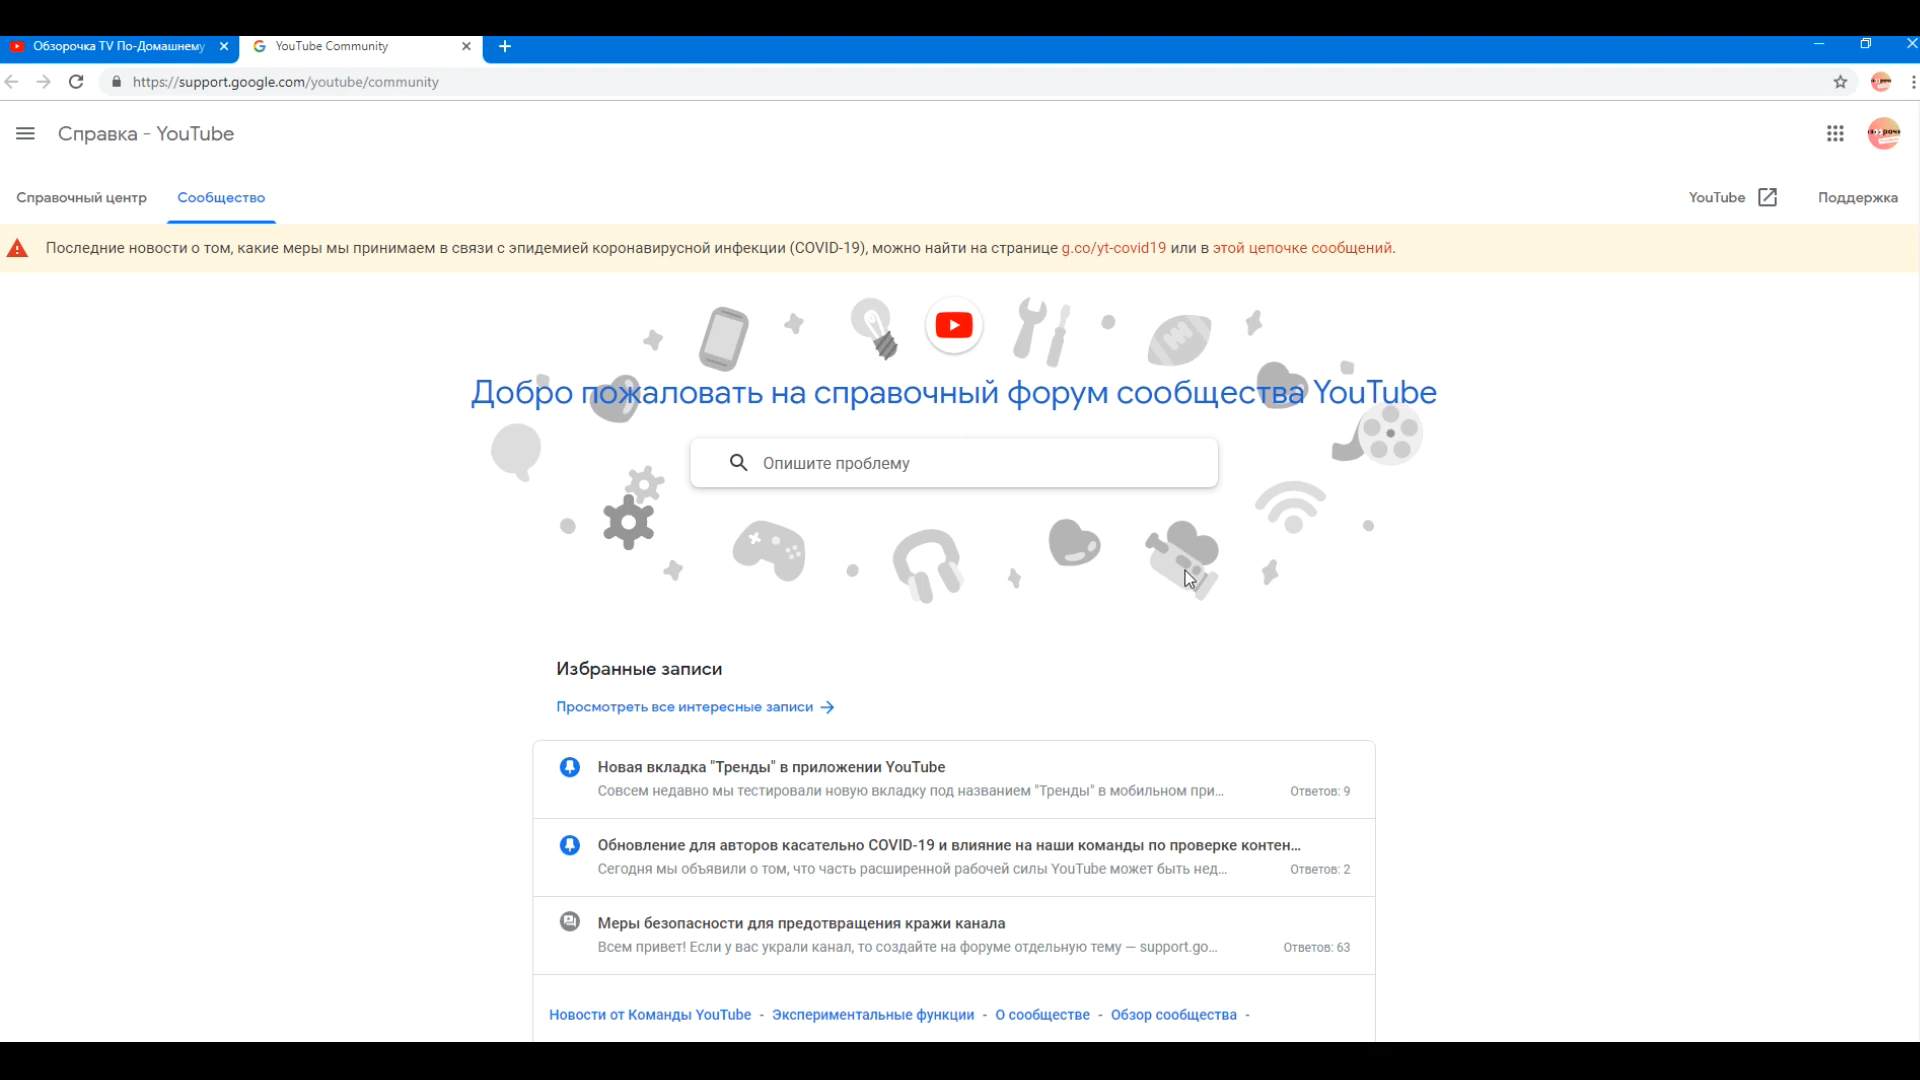 Обзорочка TV По-Домашнему
YouTube Community
https://support.google.com/youtube/community
Справка - YouTube
Справочный центр
Сообщество
YouTube
Поддержка
Последние новости о том, какие меры мы принимаем в связи с эпидемией коронавирусной инфекции (COVID-19), можно найти на странице g.co/yt-covid19 или в этой цепочке сообщений.
Добро пожаловать на справочный форум сообщества YouTube
Опишите проблему
Избранные записи
Просмотреть все интересные записи →
Новая вкладка "Тренды" в приложении YouTube
Совсем недавно мы тестировали новую вкладку под названием "Тренды" в мобильном при...
Ответов: 9
Обновление для авторов касательно COVID-19 и влияние на наши команды по проверке контен...
Сегодня мы объявили о том, что часть расширенной рабочей силы YouTube может быть нед...
Ответов: 2
Меры безопасности для предотвращения кражи канала
Всем привет! Если у вас украли канал, то создайте на форуме отдельную тему — support.go...
Ответов: 63
Новости от Команды YouTube - Экспериментальные функции - О сообществе - Обзор сообщества -